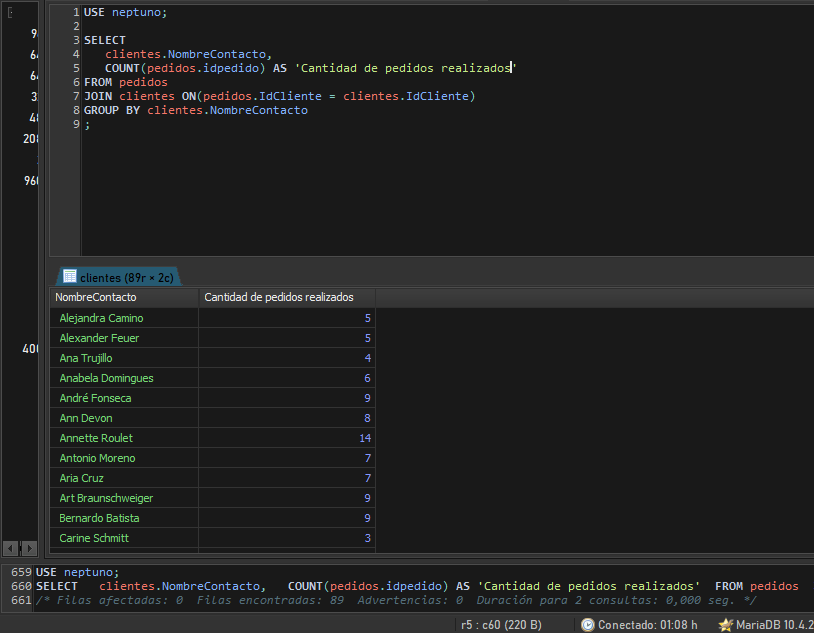 9
1 USE neptuno;
2
6
3 SELECT
4 clientes.NombreContacto,
6
5 COUNT(pedidos.idpedido) AS 'Cantidad de pedidos realizados'
6 FROM pedidos
3
7 JOIN clientes ON(pedidos.IdCliente = clientes.IdCliente)
48
8 GROUP BY clientes.NombreContacto
9 ;
208
960
clientes (89r × 2c)
NombreContacto Cantidad de pedidos realizados
Alejandra Camino 5
Alexander Feuer 5
400
Ana Trujillo 4
Anabela Domingues 6
André Fonseca 9
Ann Devon 8
Annette Roulet 14
Antonio Moreno 7
Aria Cruz 7
Art Braunschweiger 9
Bernardo Batista 9
Carine Schmitt 3
659 USE neptuno;
660 SELECT clientes.NombreContacto, COUNT(pedidos.idpedido) AS 'Cantidad de pedidos realizados' FROM pedidos
661 /* Filas afectadas: 0 Filas encontradas: 89 Advertencias: 0 Duración para 2 consultas: 0,000 seg. */
r5 : c60 (220 B) Conectado: 01:08 h MariaDB 10.4.2